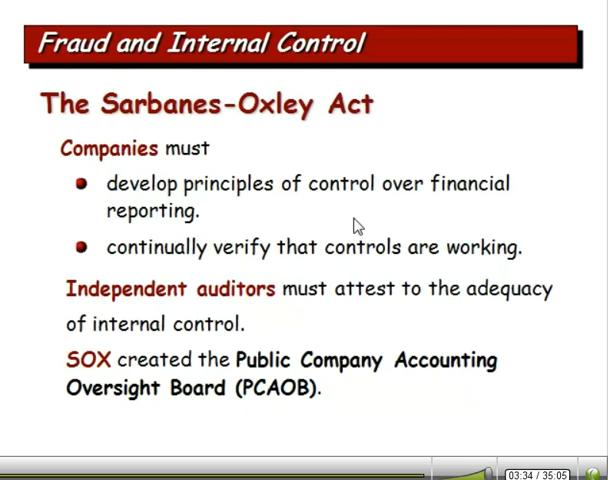 Fraud and Internal Control
The Sarbanes-Oxley Act
Companies must
develop principles of control over financial
reporting.
continually verify that controls are working.
Independent auditors must attest to the adequacy
of internal control.
SOX created the Public Company Accounting
Oversight Board (PCAOB).
03:34 / 35:05